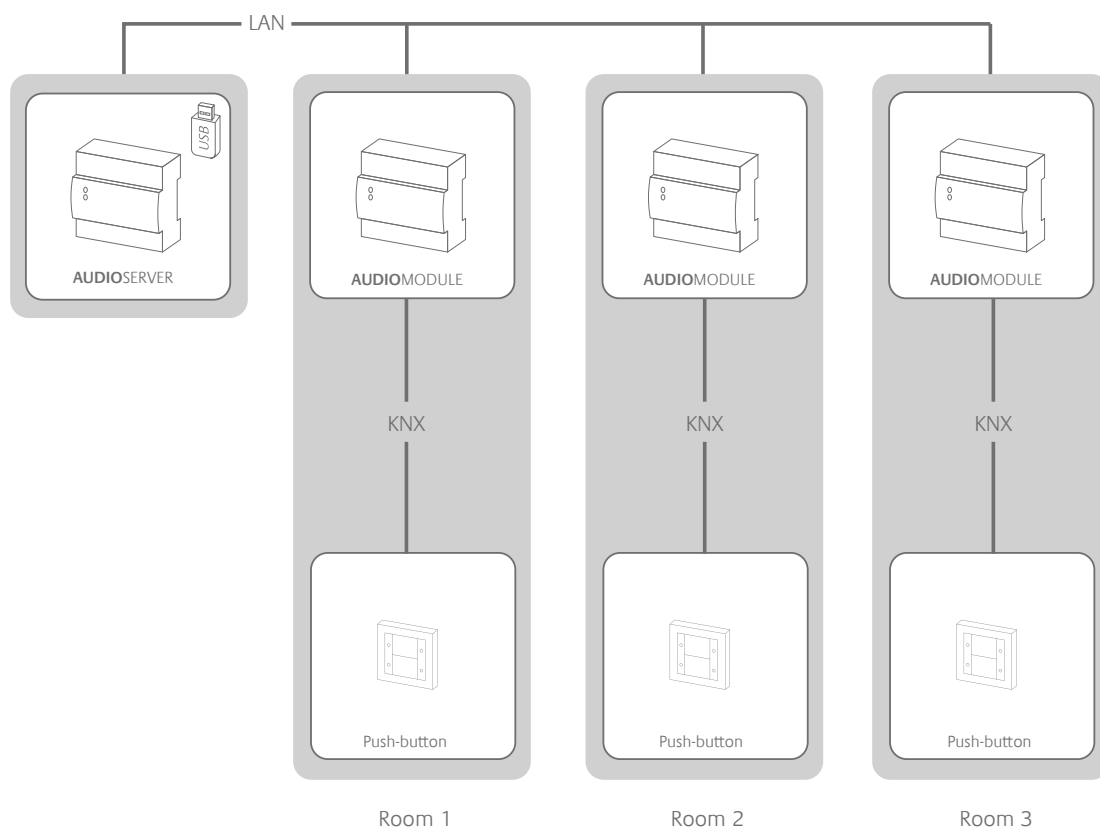 LAN
USB
AUDIOSERVER
AUDIOMODULE
AUDIOMODULE
AUDIOMODULE
KNX
KNX
KNX
Push-button
Push-button
Push-button
Room 1
Room 2
Room 3